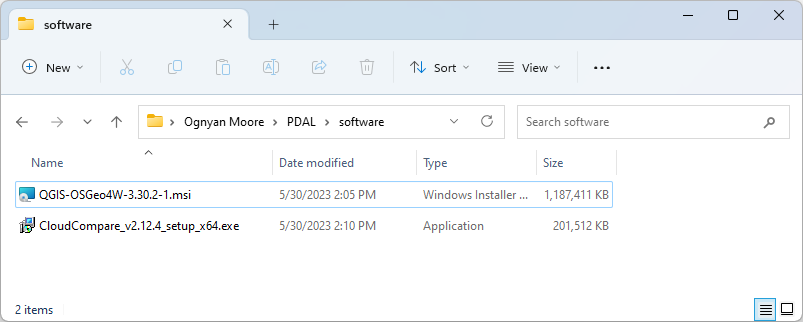 software
New
Sort
View
Ognyan Moore
PDAL
software
Search software
Name Date modified Type Size
QGIS-OSGeo4W-3.30.2-1.msi 5/30/2023 2:05 PM Windows Installer ... 1,187,411 KB
CloudCompare_v2.12.4_setup_x64.exe 5/30/2023 2:10 PM Application 201,512 KB
2 items